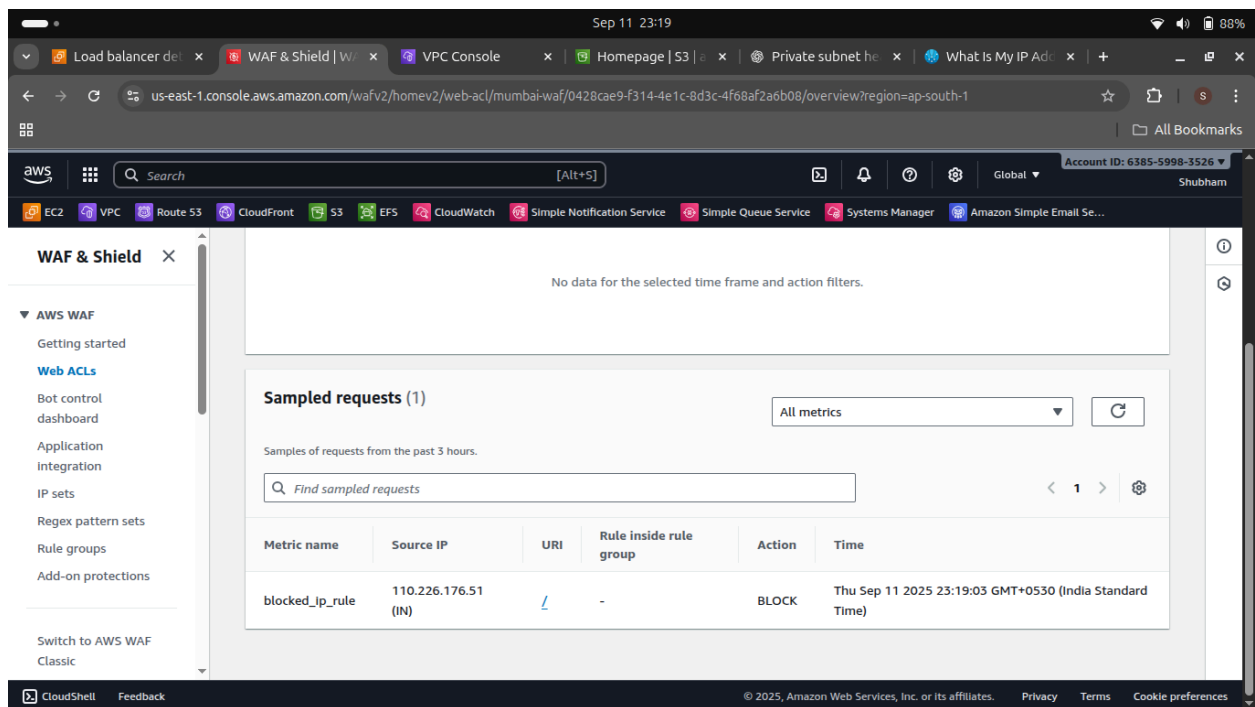 Sep 11 23:19
88%
Load balancer det
WAF & Shield | WA
VPC Console
Homepage | S3 | a
Private subnet he
What Is My IP Add
us-east-1.console.aws.amazon.com/wafv2/homev2/web-acl/mumbai-waf/0428cae9-f314-4e1c-8d3c-4f68af2a6b08/overview?region=ap-south-1
S
All Bookmarks
aws
Search
[Alt+S]
Global
Account ID: 6385-5998-3526
Shubham
EC2
VPC
Route 53
CloudFront
S3
EFS
CloudWatch
Simple Notification Service
Simple Queue Service
Systems Manager
Amazon Simple Email Se...
WAF & Shield
AWS WAF
Getting started
Web ACLs
Bot control
dashboard
Application
integration
IP sets
Regex pattern sets
Rule groups
Add-on protections
Switch to AWS WAF
Classic
No data for the selected time frame and action filters.
Sampled requests (1)
All metrics
Samples of requests from the past 3 hours.
Find sampled requests
1
Metric name
Source IP
URI
Rule inside rule
group
Action
Time
blocked_ip_rule
110.226.176.51
(IN)
/
-
BLOCK
Thu Sep 11 2025 23:19:03 GMT+0530 (India Standard
Time)
CloudShell
Feedback
© 2025, Amazon Web Services, Inc. or its affiliates.
Privacy
Terms
Cookie preferences